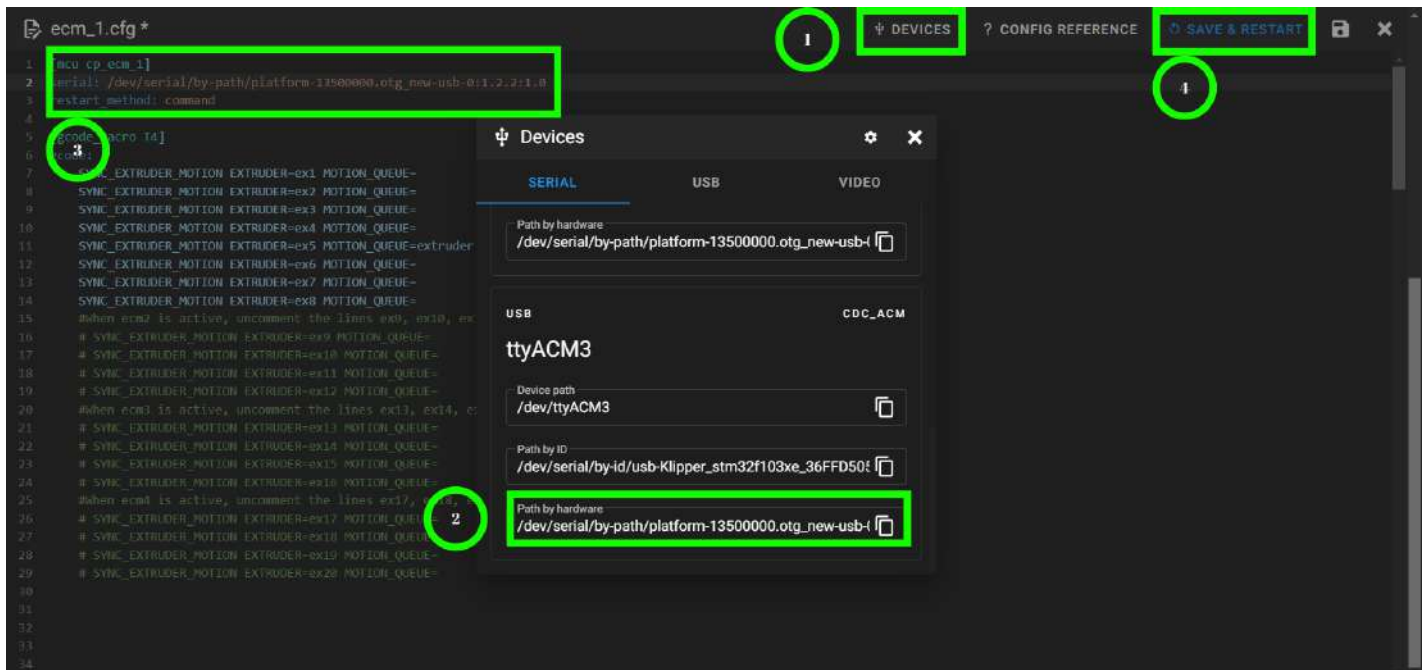 ecm_1.cfg *
1
DEVICES
? CONFIG REFERENCE
SAVE & RESTART
4
1 [mcu cp_ecm_1]
2 serial: /dev/serial/by-path/platform-13500000.otg_new-usb-0:1.2.2:1.0
3 restart_method: command
4
5 [gcode_macro T4]
6 gcode:
3
7 SYNC_EXTRUDER_MOTION EXTRUDER=ex1 MOTION_QUEUE=
8 SYNC_EXTRUDER_MOTION EXTRUDER=ex2 MOTION_QUEUE=
9 SYNC_EXTRUDER_MOTION EXTRUDER=ex3 MOTION_QUEUE=
10 SYNC_EXTRUDER_MOTION EXTRUDER=ex4 MOTION_QUEUE=
11 SYNC_EXTRUDER_MOTION EXTRUDER=ex5 MOTION_QUEUE=extruder
12 SYNC_EXTRUDER_MOTION EXTRUDER=ex6 MOTION_QUEUE=
13 SYNC_EXTRUDER_MOTION EXTRUDER=ex7 MOTION_QUEUE=
14 SYNC_EXTRUDER_MOTION EXTRUDER=ex8 MOTION_QUEUE=
15 #When ecm2 is active, uncomment the lines ex9, ex10, ex
16 # SYNC_EXTRUDER_MOTION EXTRUDER=ex9 MOTION_QUEUE=
17 # SYNC_EXTRUDER_MOTION EXTRUDER=ex10 MOTION_QUEUE=
18 # SYNC_EXTRUDER_MOTION EXTRUDER=ex11 MOTION_QUEUE=
19 # SYNC_EXTRUDER_MOTION EXTRUDER=ex12 MOTION_QUEUE=
20 #When ecm3 is active, uncomment the lines ex13, ex14, e
21 # SYNC_EXTRUDER_MOTION EXTRUDER=ex13 MOTION_QUEUE=
22 # SYNC_EXTRUDER_MOTION EXTRUDER=ex14 MOTION_QUEUE=
23 # SYNC_EXTRUDER_MOTION EXTRUDER=ex15 MOTION_QUEUE=
24 # SYNC_EXTRUDER_MOTION EXTRUDER=ex16 MOTION_QUEUE=
25 #When ecm4 is active, uncomment the lines ex17,
26 # SYNC_EXTRUDER_MOTION EXTRUDER=ex17 MOTION_QUEUE=
27 # SYNC_EXTRUDER_MOTION EXTRUDER=ex18 MOTION_QUEUE=
28 # SYNC_EXTRUDER_MOTION EXTRUDER=ex19 MOTION_QUEUE=
29 # SYNC_EXTRUDER_MOTION EXTRUDER=ex20 MOTION_QUEUE=
30
31
32
33
34
Devices
SERIAL USB VIDEO
Path by hardware
/dev/serial/by-path/platform-13500000.otg_new-usb-
USB CDC_ACM
ttyACM3
Device path
/dev/ttyACM3
Path by ID
/dev/serial/by-id/usb-Klipper_stm32f103xe_36FFD50
2
Path by hardware
/dev/serial/by-path/platform-13500000.otg_new-usb-